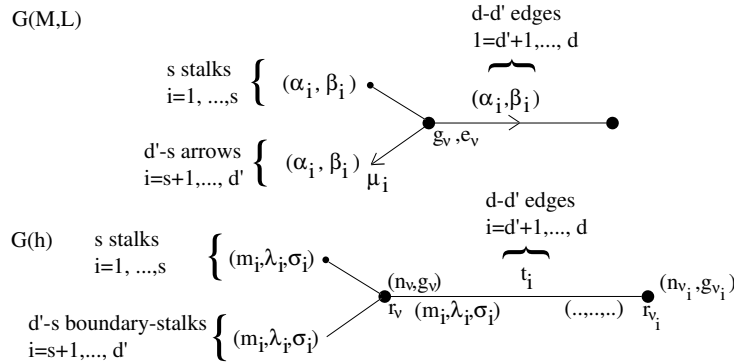 G(M,L)
d-d' edges
1=d'+1,..., d
s stalks
i=1, ...,s
{ (α_i, β_i)
(α_i,β_i)
g_ν,e_ν
d'-s arrows
i=s+1,..., d'
{ (α_i, β_i)
μ_i
G(h)
d-d' edges
i=d'+1,..., d
s stalks
i=1, ...,s
{ (m_i,λ_i,σ_i)
t_i
(n_ν,g_ν)
(n_ν_i,g_ν_i)
r_ν
(m_i,λ_i,σ_i)
(..,..,..)
r_ν_i
d'-s boundary-stalks
i=s+1,..., d'
{ (m_i,λ_i,σ_i)